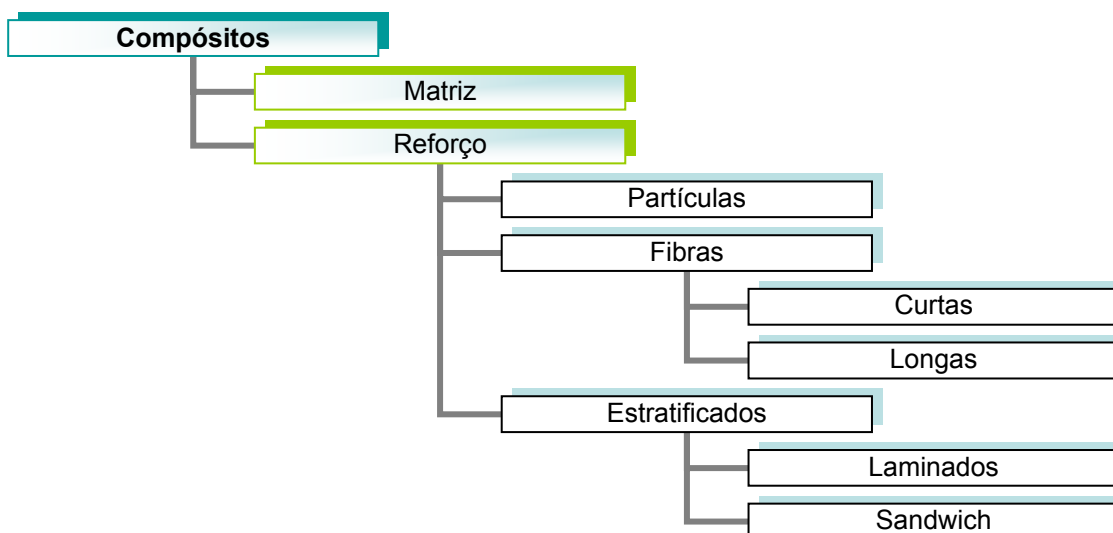 Compósitos
Matriz
Reforço
Partículas
Fibras
Curtas
Longas
Estratificados
Laminados
Sandwich